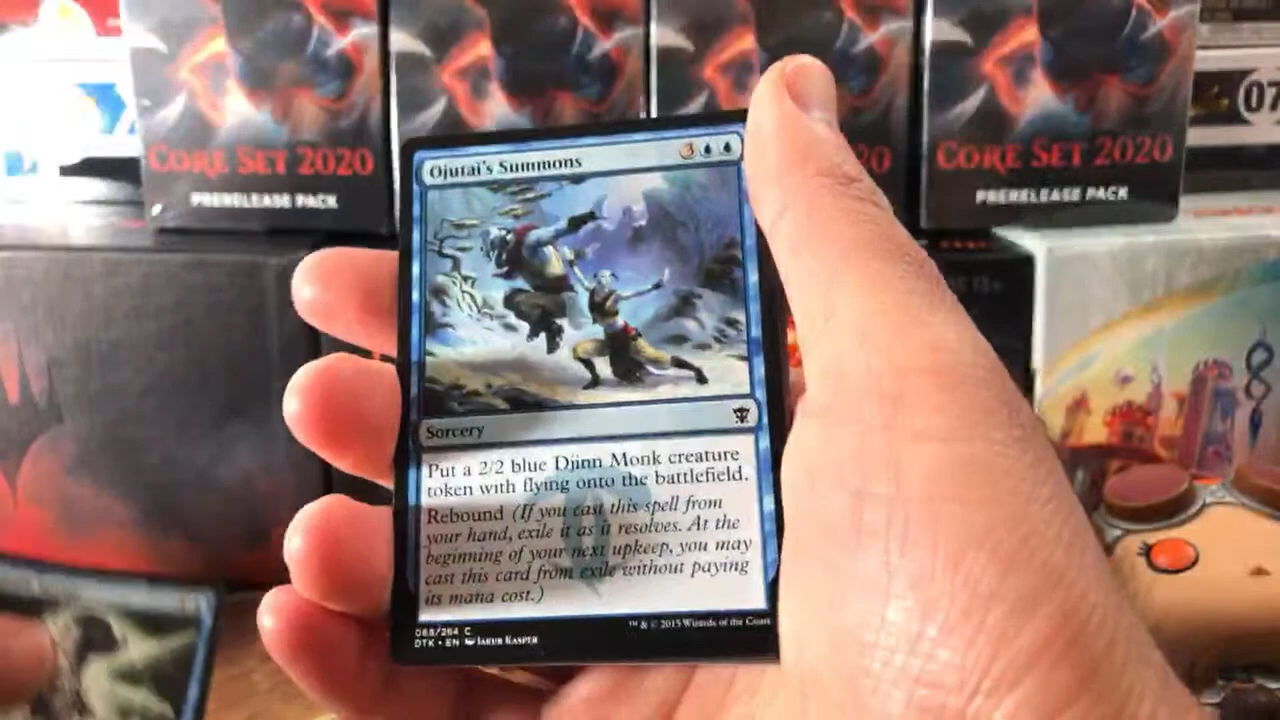 CORE SET 2020
PRERELEASE PACK
20
CORE SET 2020
PRERELEASE PACK
07
Ojutai's Summons
3
Sorcery
Put a 2/2 blue Djinn Monk creature
token with flying onto the battlefield.
Rebound (If you cast this spell from
your hand, exile it as it resolves. At the
beginning of your next upkeep, you may
cast this card from exile without paying
its mana cost.)
068/264 C
DTK • EN Jakub Kasper
™ & © 2015 Wizards of the Coast